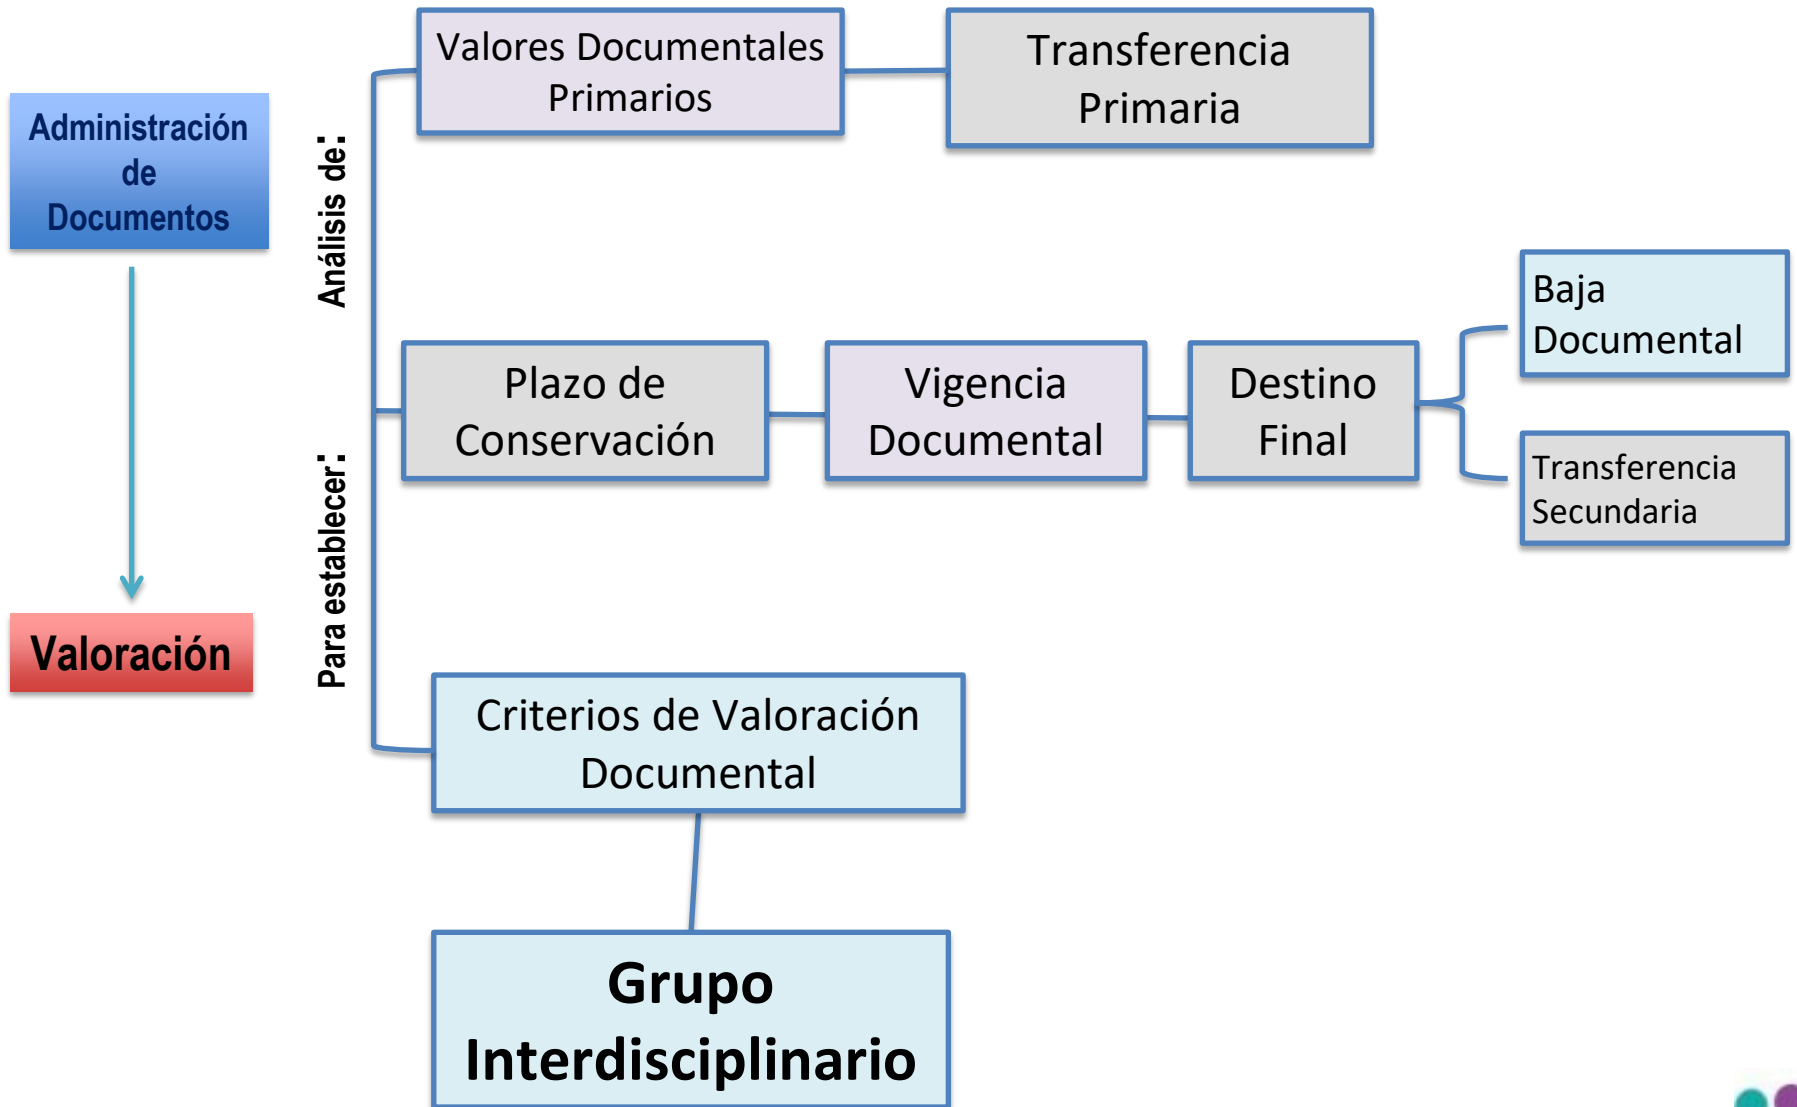 Administración
de
Documentos
Valoración
Análisis de:
Para establecer:
Valores Documentales
Primarios
Transferencia
Primaria
Plazo de
Conservación
Vigencia
Documental
Destino
Final
Baja
Documental
Transferencia
Secundaria
Criterios de Valoración
Documental
Grupo
Interdisciplinario